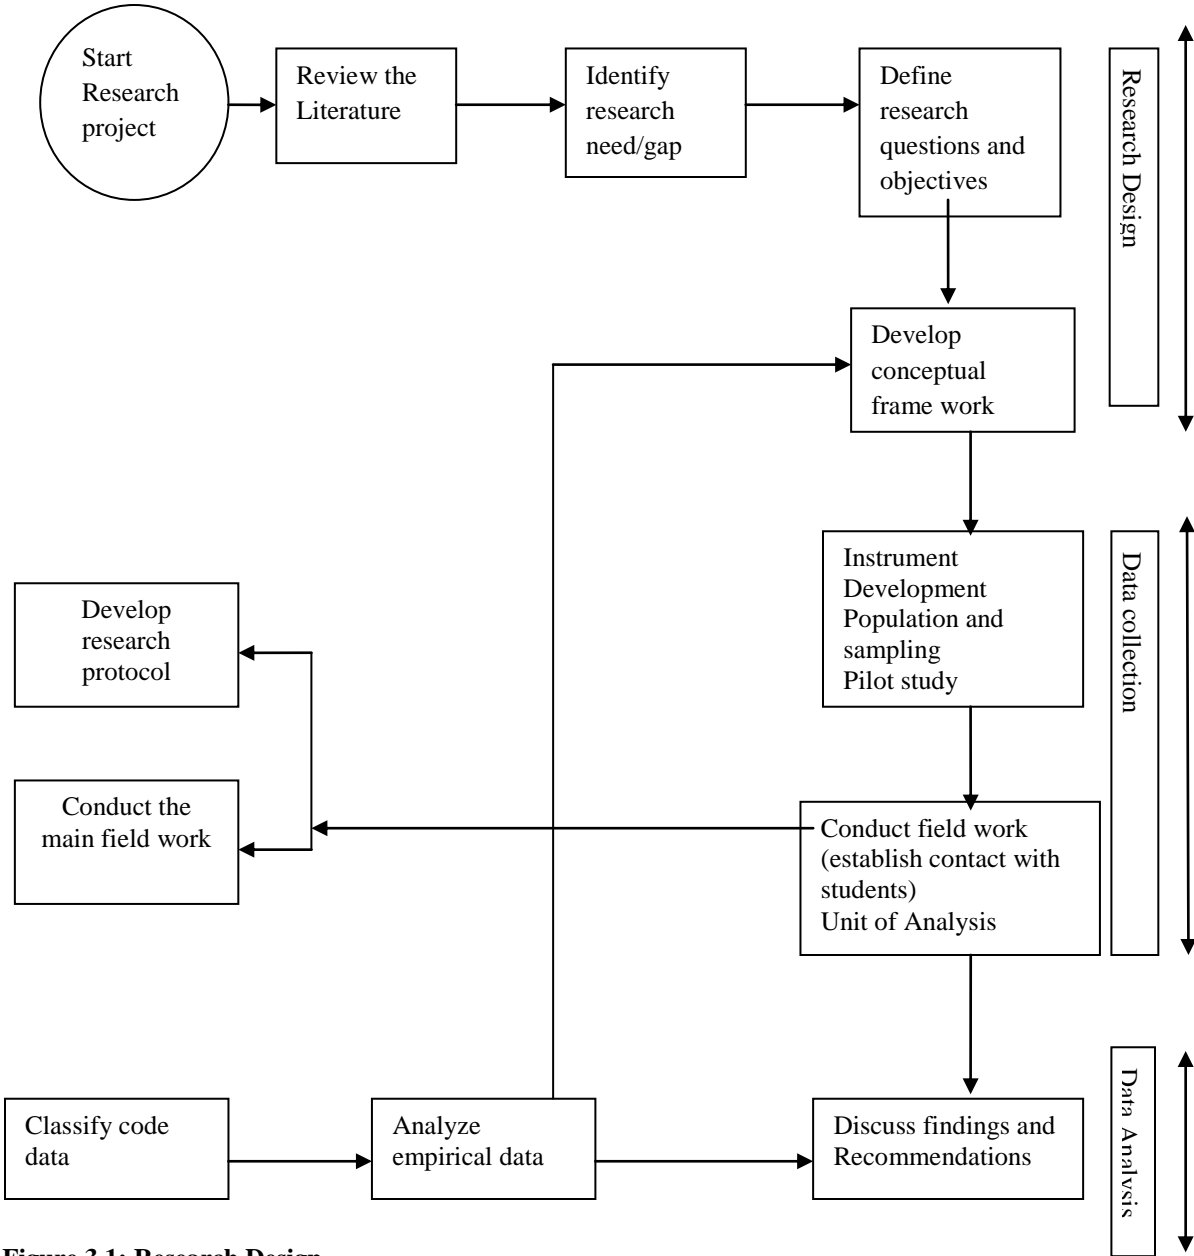 Start
Research
project
Review the
Literature
Identify
research
need/gap
Define
research
questions and
objectives
Research Design
Develop
conceptual
frame work
Instrument
Development
Population and
sampling
Pilot study
Data collection
Develop
research
protocol
Conduct the
main field work
Conduct field work
(establish contact with
students)
Unit of Analysis
Classify code
data
Analyze
empirical data
Discuss findings and
Recommendations
Data Analysis
Figure 3.1: Research Design